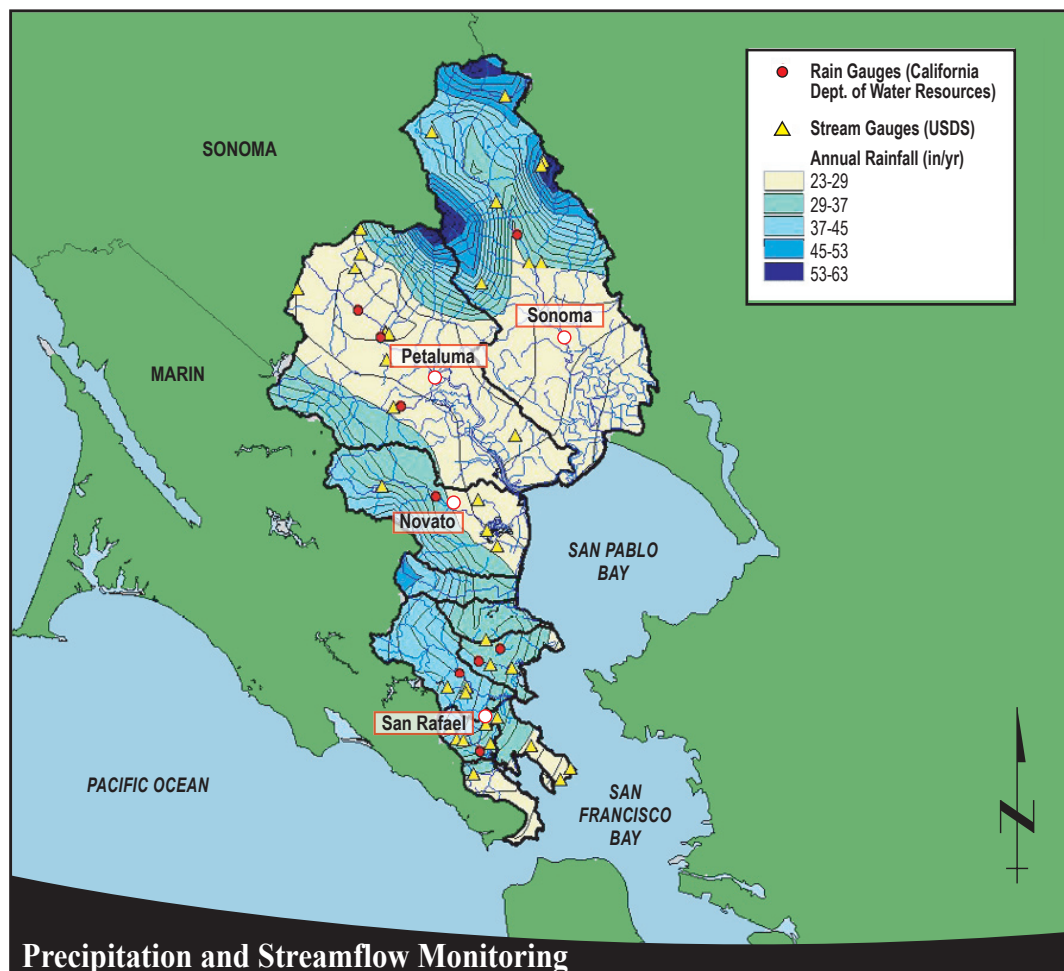 Rain Gauges (California
Dept. of Water Resources)
Stream Gauges (USDS)
Annual Rainfall (in/yr)
23-29
29-37
37-45
45-53
53-63
SONOMA
Sonoma
Petaluma
MARIN
Novato
SAN PABLO
BAY
San Rafael
PACIFIC OCEAN
SAN
FRANCISCO
BAY
N
Precipitation and Streamflow Monitoring